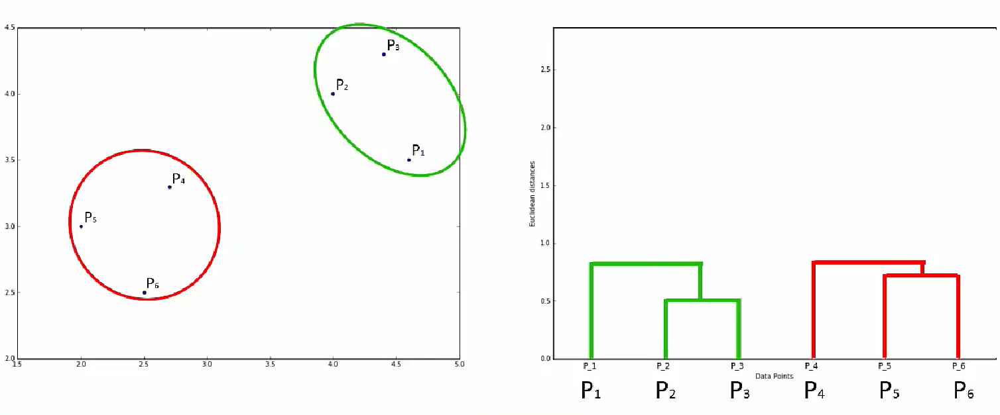 4.5
4.0
3.5
3.0
2.5
2.0
1.5 2.0 2.5 3.0 3.5 4.0 4.5 5.0
P3
P2
P1
P4
P5
P6
2.5
2.0
1.5
1.0
0.5
0.0
Euclidean distances
P_1 P_2 P_3 P_4 P_5 P_6
Data Points
P1 P2 P3 P4 P5 P6